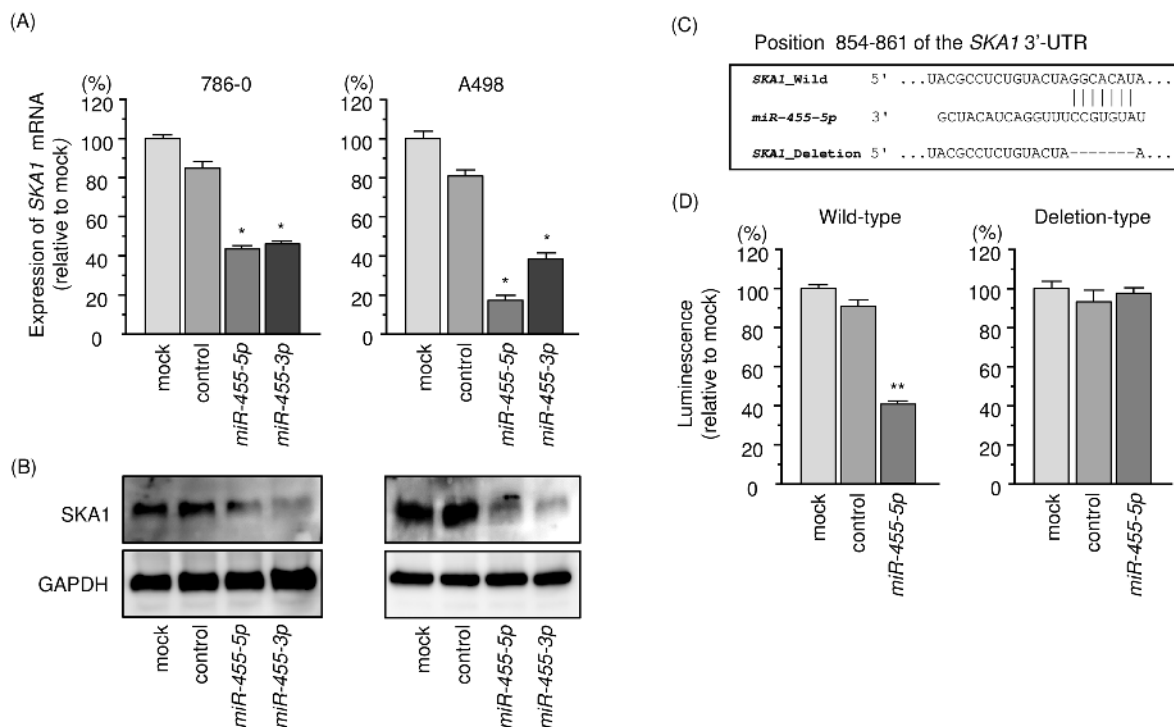 (A)
(%)
786-0
120
100
80
60
40
20
0
Expression of SKA1 mRNA
(relative to mock)
mock
control
miR-455-5p
miR-455-3p
*
*
(%)
A498
120
100
80
60
40
20
0
mock
control
miR-455-5p
miR-455-3p
*
*
(B)
SKA1
GAPDH
mock
control
miR-455-5p
miR-455-3p
mock
control
miR-455-5p
miR-455-3p
(C)
Position 854-861 of the SKA1 3'-UTR
SKA1_Wild 5' ...UACGCCUCUGUACUAGGCACAUA...
| | | | | | |
miR-455-5p 3' GCUACAUCAGGUUUCCGUGUAU
SKA1_Deletion 5' ...UACGCCUCUGUACUA-------A...
(D)
Wild-type
(%)
120
100
80
60
40
20
0
Luminescence
(relative to mock)
**
mock
control
miR-455-5p
Deletion-type
(%)
120
100
80
60
40
20
0
mock
control
miR-455-5p